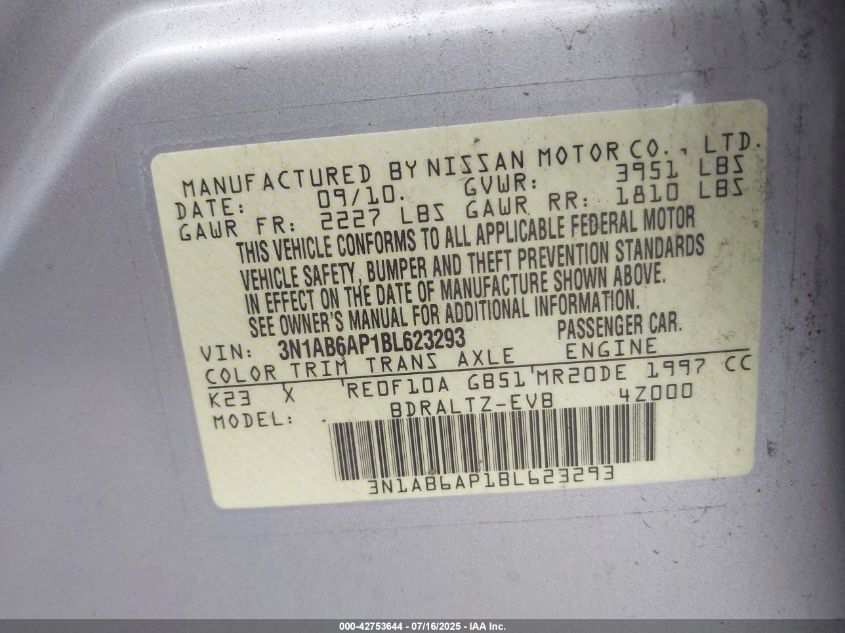 MANUFACTURED BY NISSAN MOTOR CO., LTD.
DATE: 09/10. GVWR: 3951 LBS
GAWR FR: 2227 LBS GAWR RR: 1810 LBS
THIS VEHICLE CONFORMS TO ALL APPLICABLE FEDERAL MOTOR
VEHICLE SAFETY, BUMPER AND THEFT PREVENTION STANDARDS
IN EFFECT ON THE DATE OF MANUFACTURE SHOWN ABOVE.
SEE OWNER'S MANUAL FOR ADDITIONAL INFORMATION.
VIN: 3N1AB6AP1BL623293 PASSENGER CAR.
COLOR TRIM TRANS AXLE ENGINE
K23 X RE0F10A GB51 MR20DE 1997 CC
MODEL: BDRALTZ-EVB 4Z000
3N1AB6AP1BL623293
000-42753644 - 07/16/2025 - IAA Inc.